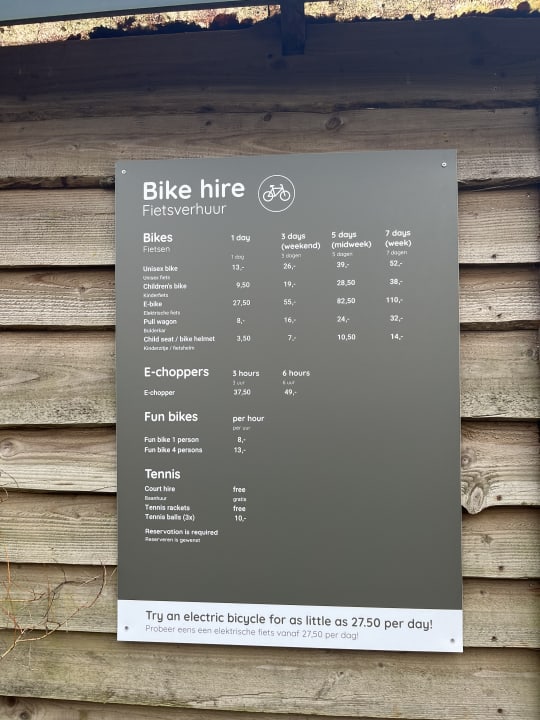 Bike hire
Fietsverhuur
Bikes 1 day 3 days (weekend) 5 days (midweek) 7 days (week)
Fietsen 1 dag 3 dagen 5 dagen 7 dagen
Unisex bike 13,- 26,- 39,- 52,-
Unisex fiets
Children's bike 9,50 19,- 28,50 38,-
Kinderfiets
E-bike 27,50 55,- 82,50 110,-
Elektrische fiets
Pull wagon 8,- 16,- 24,- 32,-
Bolderkar
Child seat / bike helmet 3,50 7,- 10,50 14,-
Kinderzitje / fietshelm
E-choppers 3 hours 6 hours
3 uur 6 uur
E-chopper 37,50 49,-
Fun bikes per hour
per uur
Fun bike 1 person 8,-
Fun bike 4 persons 13,-
Tennis
Court hire free
Baanhuur gratis
Tennis rackets free
Tennis balls (3x) 10,-
Reservation is required
Reserveren is gewenst
Try an electric bicycle for as little as 27.50 per day!
Probeer eens een elektrische fiets vanaf 27,50 per dag!